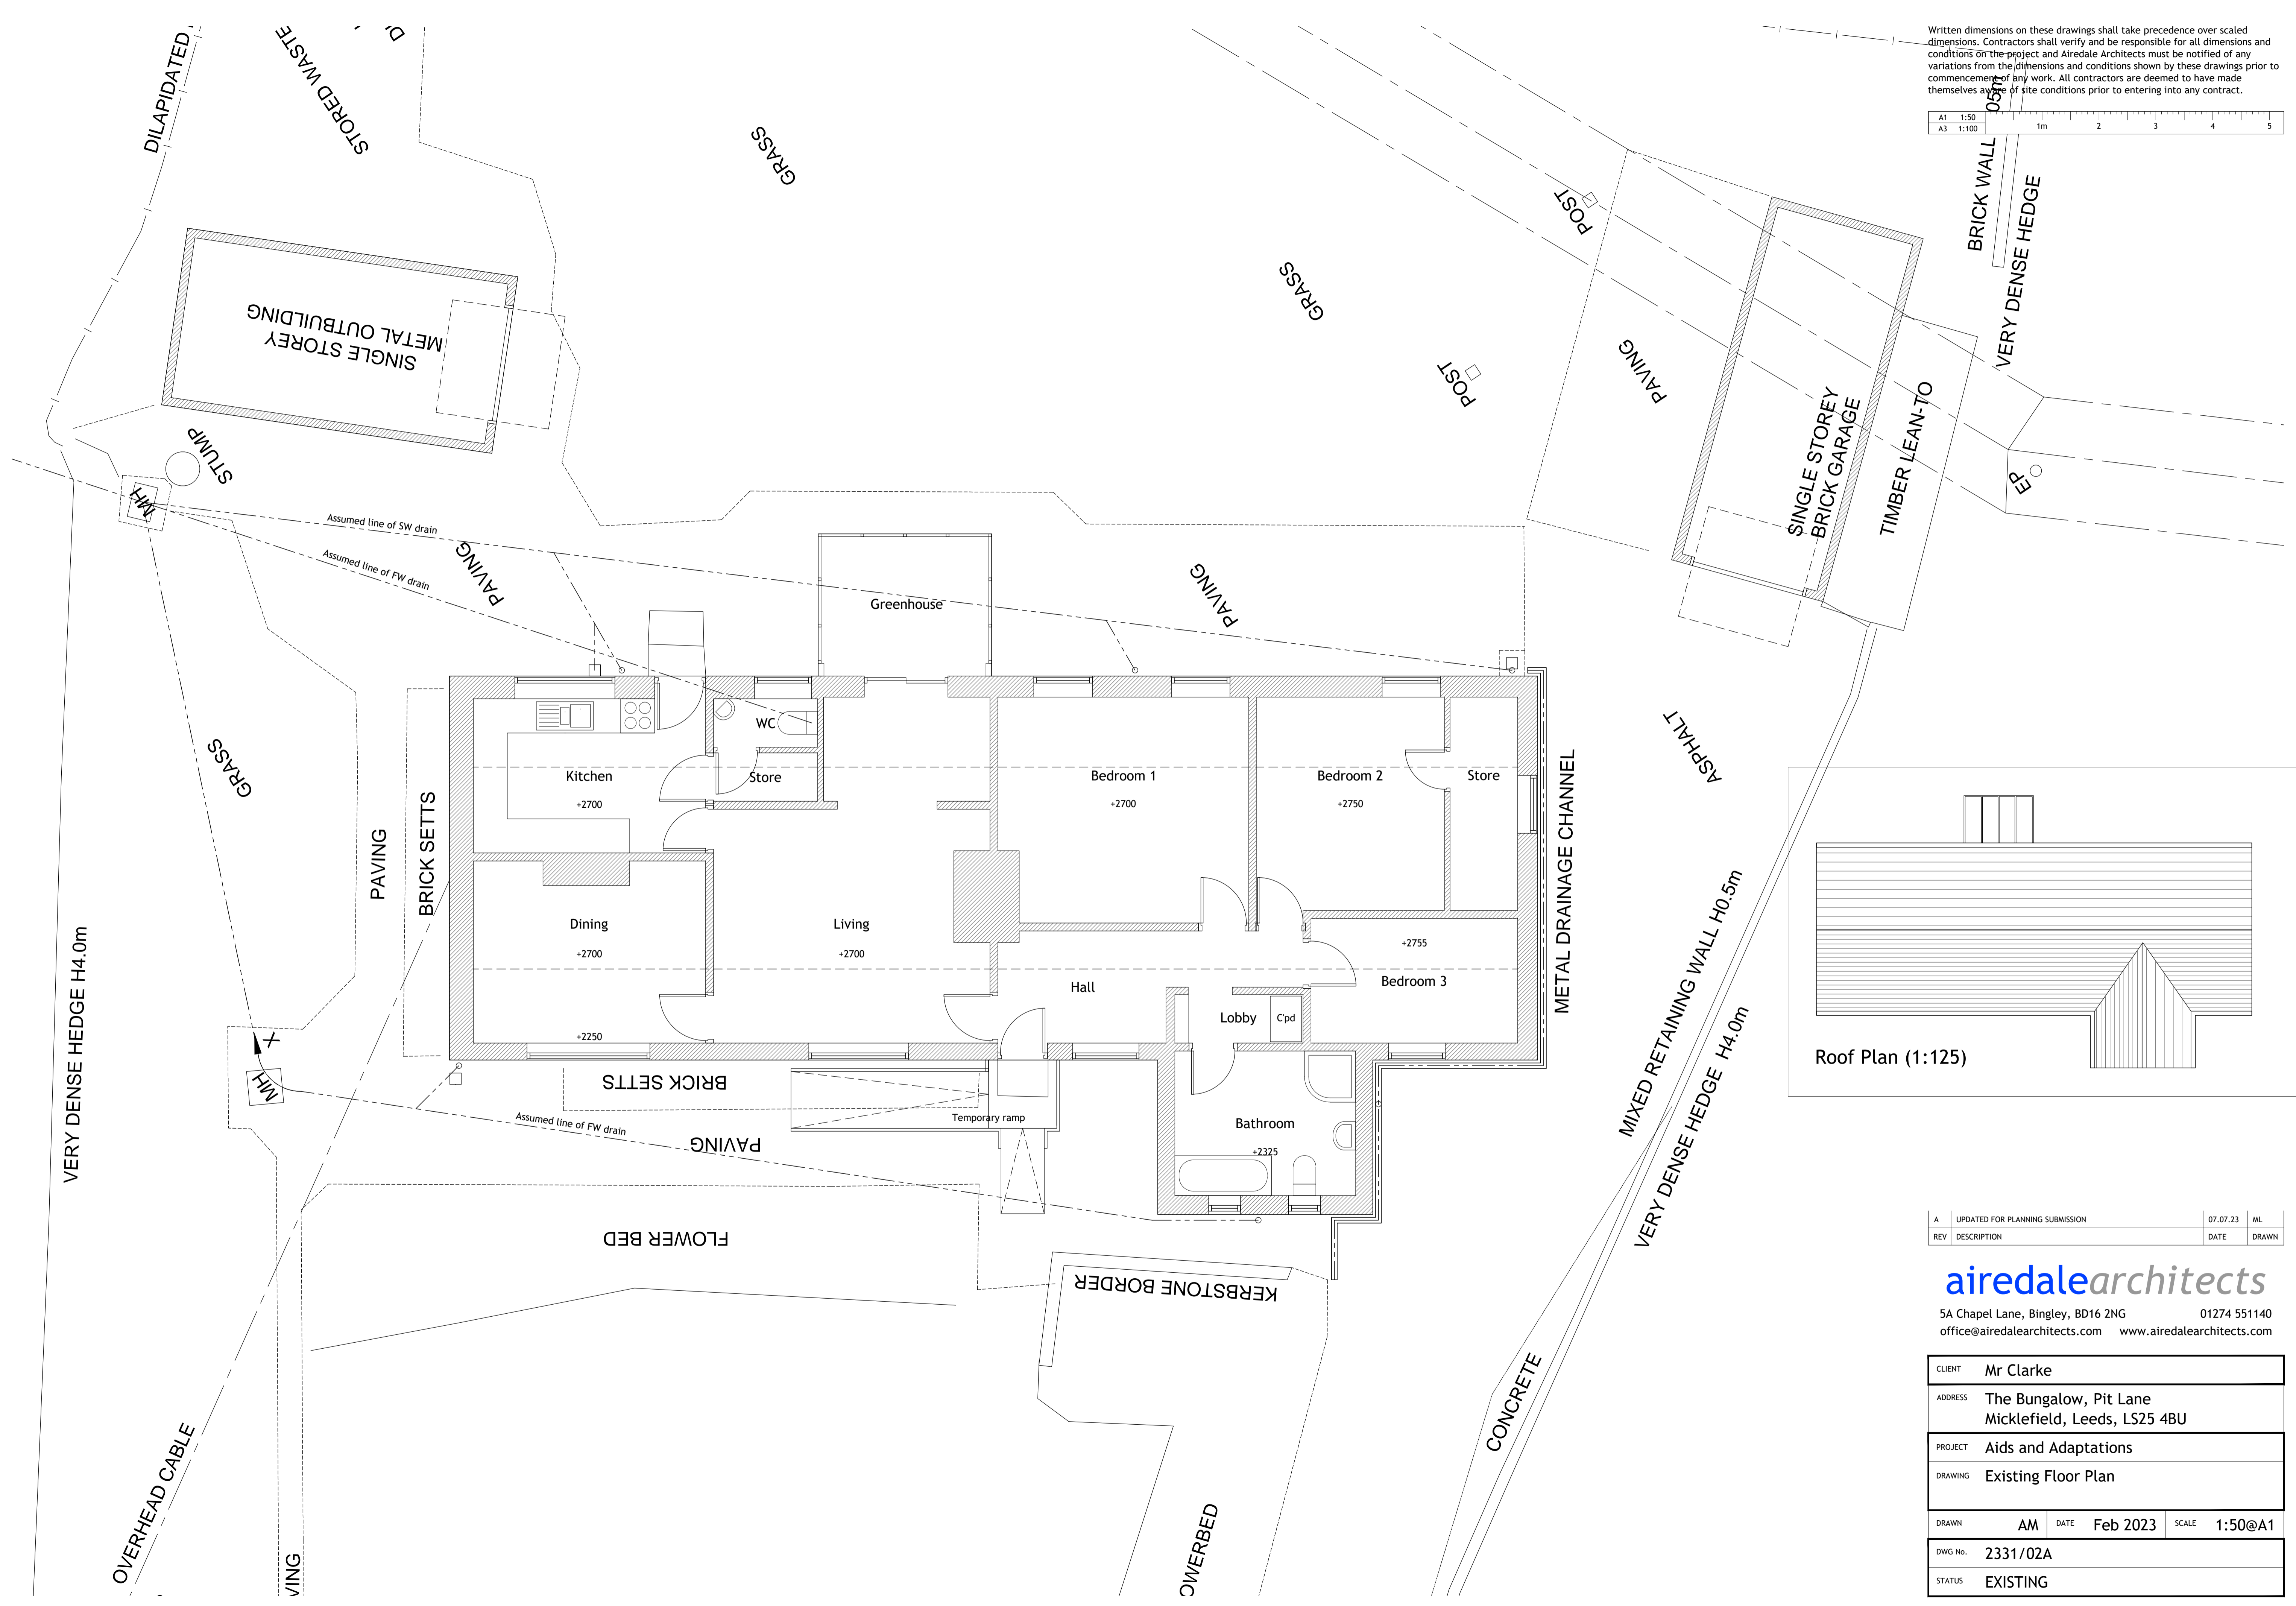 Written dimensions on these drawings shall take precedence over scaled
dimensions. Contractors shall verify and be responsible for all dimensions and
conditions on the project and Airedale Architects must be notified of any
variations from the dimensions and conditions shown by these drawings prior to
commencement of any work. All contractors are deemed to have made
themselves aware of site conditions prior to entering into any contract.
A1 1:50
A3 1:100
1m 2 3 4 5
DILAPIDATED
STORED WASTE
GRASS
GRASS
POST
POST
PAVING
BRICK WALL
05m
VERY DENSE HEDGE
SINGLE STOREY
METAL OUTBUILDING
STUMP
MH
SINGLE STOREY
BRICK GARAGE
TIMBER LEAN-TO
EP
Assumed line of SW drain
Assumed line of FW drain
PAVING
PAVING
Greenhouse
GRASS
PAVING
BRICK SETTS
WC
Kitchen
+2700
Store
Bedroom 1
+2700
Bedroom 2
+2750
Store
ASPHALT
METAL DRAINAGE CHANNEL
Dining
+2700
+2250
Living
+2700
Hall
+2755
Bedroom 3
Lobby
C'pd
Bathroom
+2325
X
MH
BRICK SETTS
Temporary ramp
Assumed line of FW drain
PAVING
FLOWER BED
KERBSTONE BORDER
VERY DENSE HEDGE H4.0m
OVERHEAD CABLE
VING
OWERBED
CONCRETE
MIXED RETAINING WALL H0.5m
VERY DENSE HEDGE H4.0m
Roof Plan (1:125)
A UPDATED FOR PLANNING SUBMISSION 07.07.23 ML
REV DESCRIPTION DATE DRAWN
airedalearchitects
5A Chapel Lane, Bingley, BD16 2NG 01274 551140
office@airedalearchitects.com www.airedalearchitects.com
CLIENT Mr Clarke
ADDRESS The Bungalow, Pit Lane
Micklefield, Leeds, LS25 4BU
PROJECT Aids and Adaptations
DRAWING Existing Floor Plan
DRAWN AM DATE Feb 2023 SCALE 1:50@A1
DWG No. 2331/02A
STATUS EXISTING